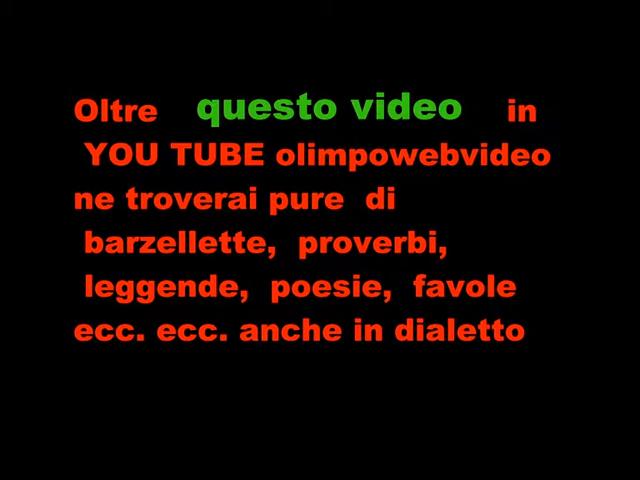 Oltre questo video in
YOU TUBE olimpowebvideo
ne troverai pure di
barzellette, proverbi,
leggende, poesie, favole
ecc. ecc. anche in dialetto